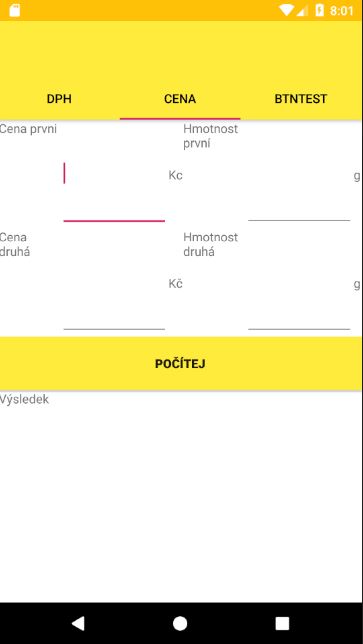 8:01
DPH CENA BTNTEST
Cena prvni Hmotnost
první
Kc g
Cena Hmotnost
druhá druhá
Kč g
POČÍTEJ
Výsledek